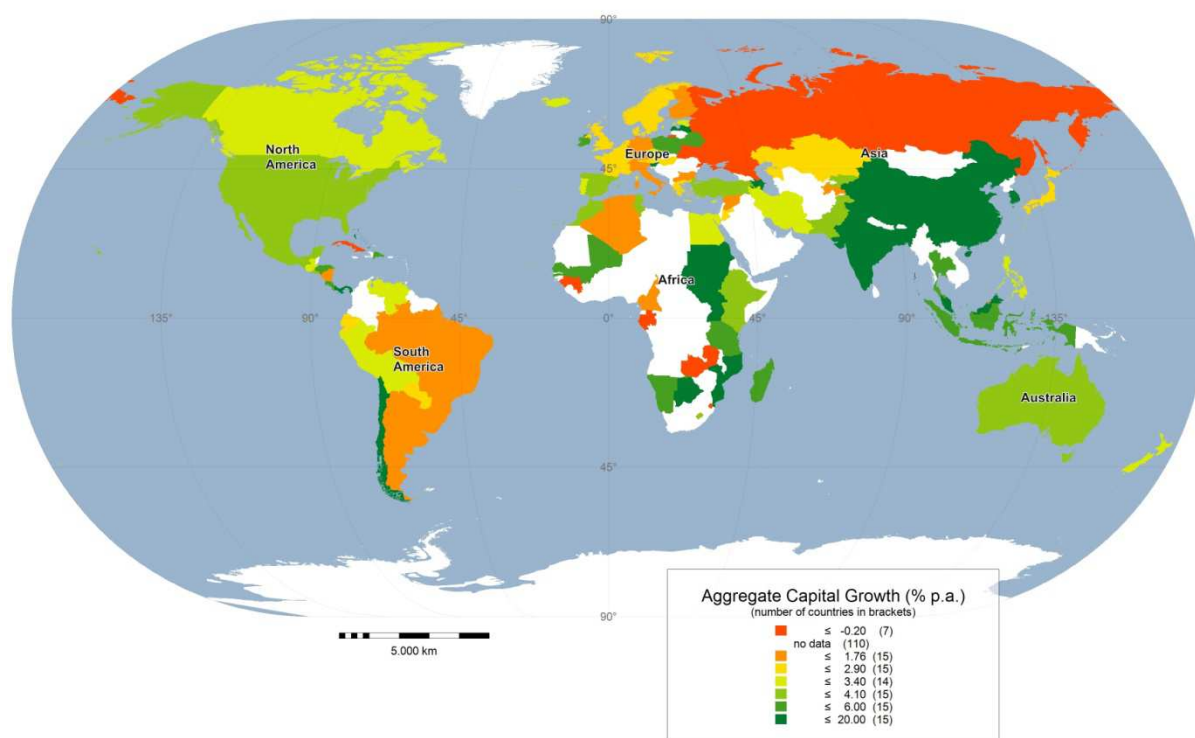 90°
North
America
Europe
Asia
45°
Africa
135°
90°
45°
0°
45°
90°
135°
South
America
Australia
45°
45°
90°
5.000 km
Aggregate Capital Growth (% p.a.)
(number of countries in brackets)
≤ -0.20 (7)
no data (110)
≤ 1.76 (15)
≤ 2.90 (15)
≤ 3.40 (14)
≤ 4.10 (15)
≤ 6.00 (15)
≤ 20.00 (15)